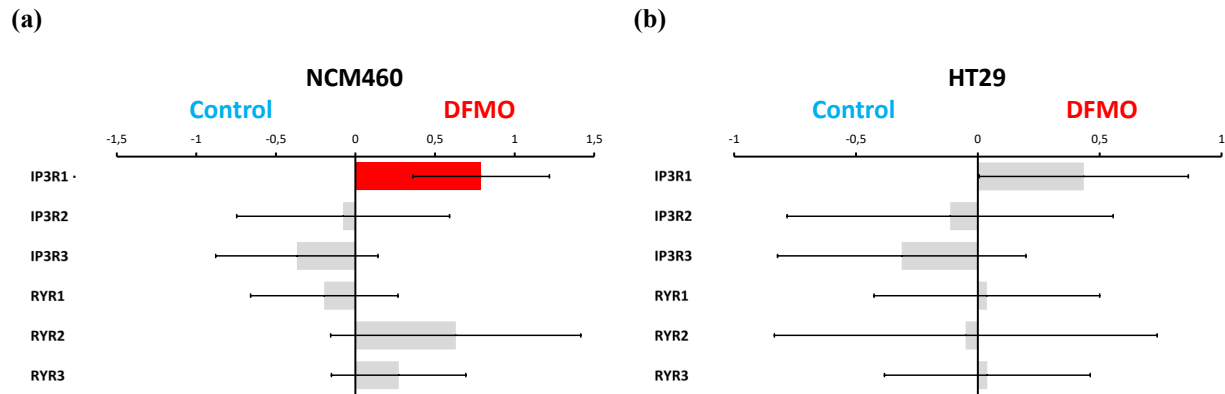 (a)
NCM460
Control DFMO
-1,5 -1 -0,5 0 0,5 1 1,5
IP3R1 ·
IP3R2
IP3R3
RYR1
RYR2
RYR3
(b)
HT29
Control DFMO
-1 -0,5 0 0,5 1
IP3R1
IP3R2
IP3R3
RYR1
RYR2
RYR3